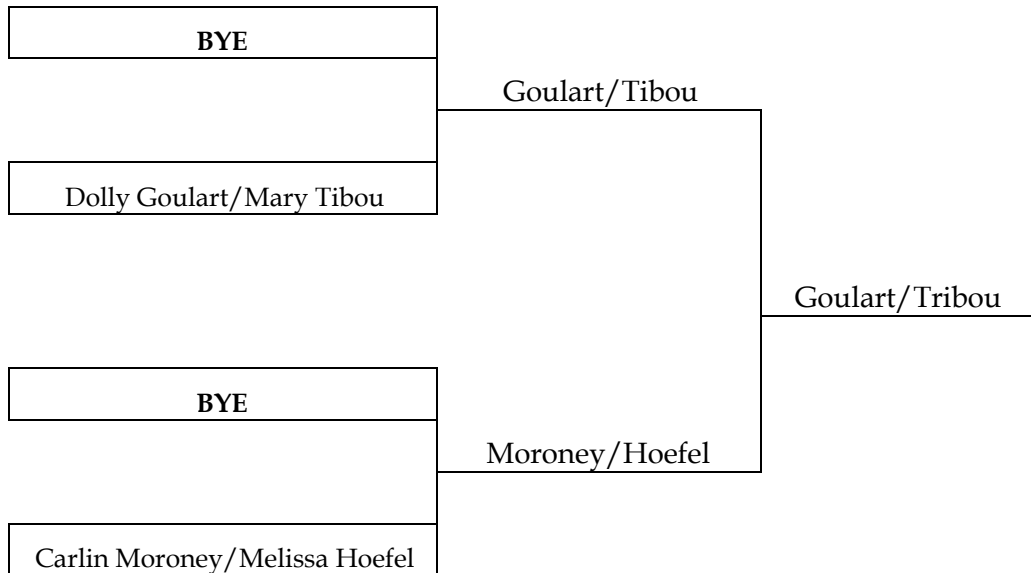 BYE
Goulart/Tibou
Dolly Goulart/Mary Tibou
Goulart/Tribou
BYE
Moroney/Hoefel
Carlin Moroney/Melissa Hoefel